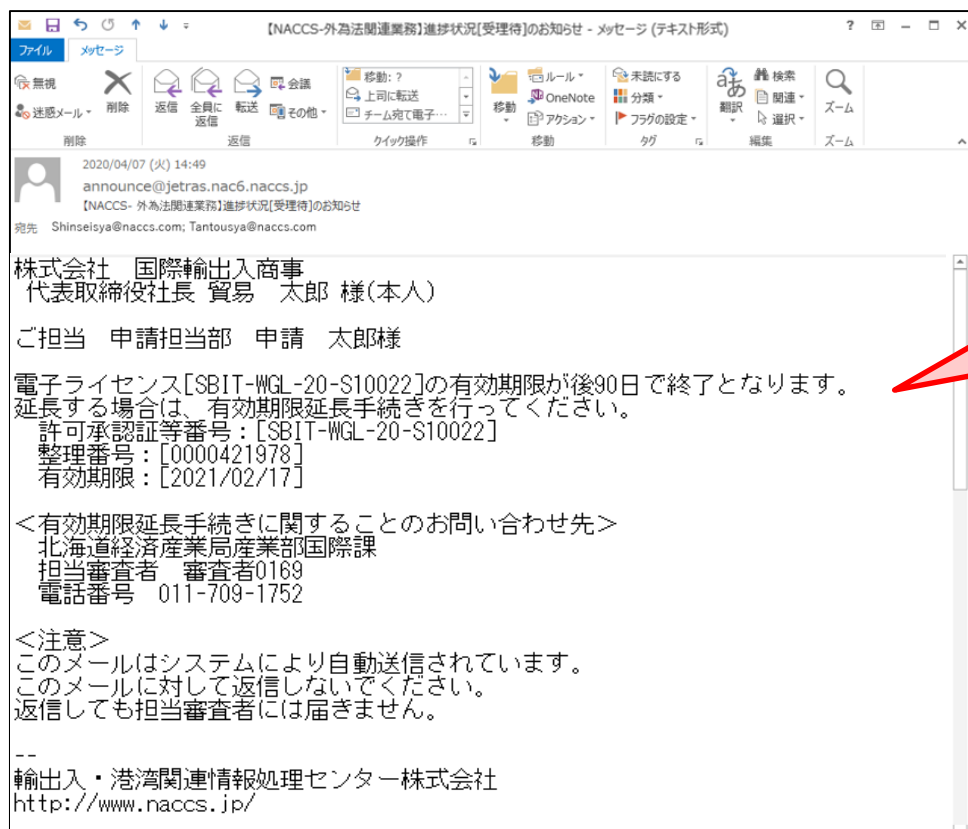 【NACCS-外為法関連業務】進捗状況[受理待]のお知らせ - メッセージ (テキスト形式)
ファイル メッセージ
無視
迷惑メール
削除
返信
全員に返信
転送
会議
その他
移動: ?
上司に転送
チーム宛て電子…
移動
ルール
OneNote
アクション
未読にする
分類
フラグの設定
翻訳
検索
関連
選択
ズーム
削除 返信 クイック操作 移動 タグ 編集 ズーム
2020/04/07 (火) 14:49
announce@jetras.nac6.naccs.jp
【NACCS- 外為法関連業務】進捗状況[受理待]のお知らせ
宛先 Shinseisya@naccs.com; Tantousya@naccs.com
株式会社 国際輸出入商事
代表取締役社長 貿易 太郎 様(本人)
ご担当 申請担当部 申請 太郎様
電子ライセンス[SBIT-WGL-20-S10022]の有効期限が後90日で終了となります。
延長する場合は、有効期限延長手続きを行ってください。
許可承認証等番号:[SBIT-WGL-20-S10022]
整理番号:[0000421978]
有効期限:[2021/02/17]
<有効期限延長手続きに関することのお問い合わせ先>
北海道経済産業局産業部国際課
担当審査者 審査者0169
電話番号 011-709-1752
<注意>
このメールはシステムにより自動送信されています。
このメールに対して返信しないでください。
返信しても担当審査者には届きません。
--
輸出入・港湾関連情報処理センター株式会社
http://www.naccs.jp/